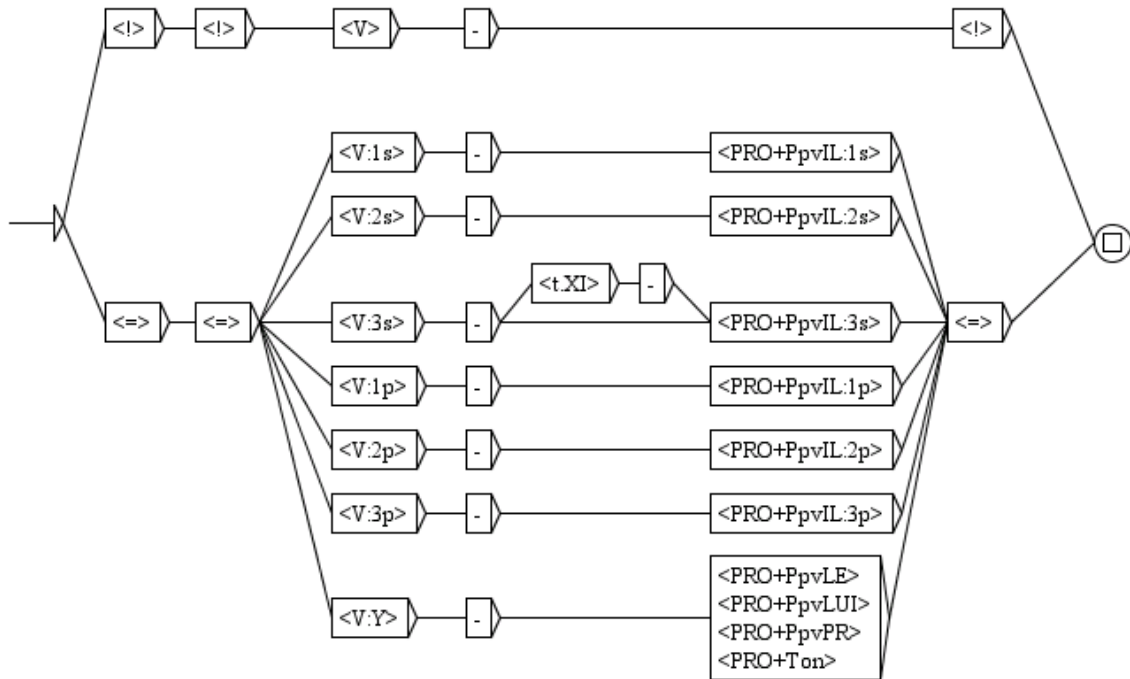 <!> <!> <V> - <!>
<V:1s> - <PRO+PpvIL:1s>
<V:2s> - <PRO+PpvIL:2s>
<t.XI> -
<=> <=> <V:3s> - <PRO+PpvIL:3s> <=>
<V:1p> - <PRO+PpvIL:1p>
<V:2p> - <PRO+PpvIL:2p>
<V:3p> - <PRO+PpvIL:3p>
<PRO+PpvLE>
<PRO+PpvLUI>
<V:Y> -
<PRO+PpvPR>
<PRO+Ton>